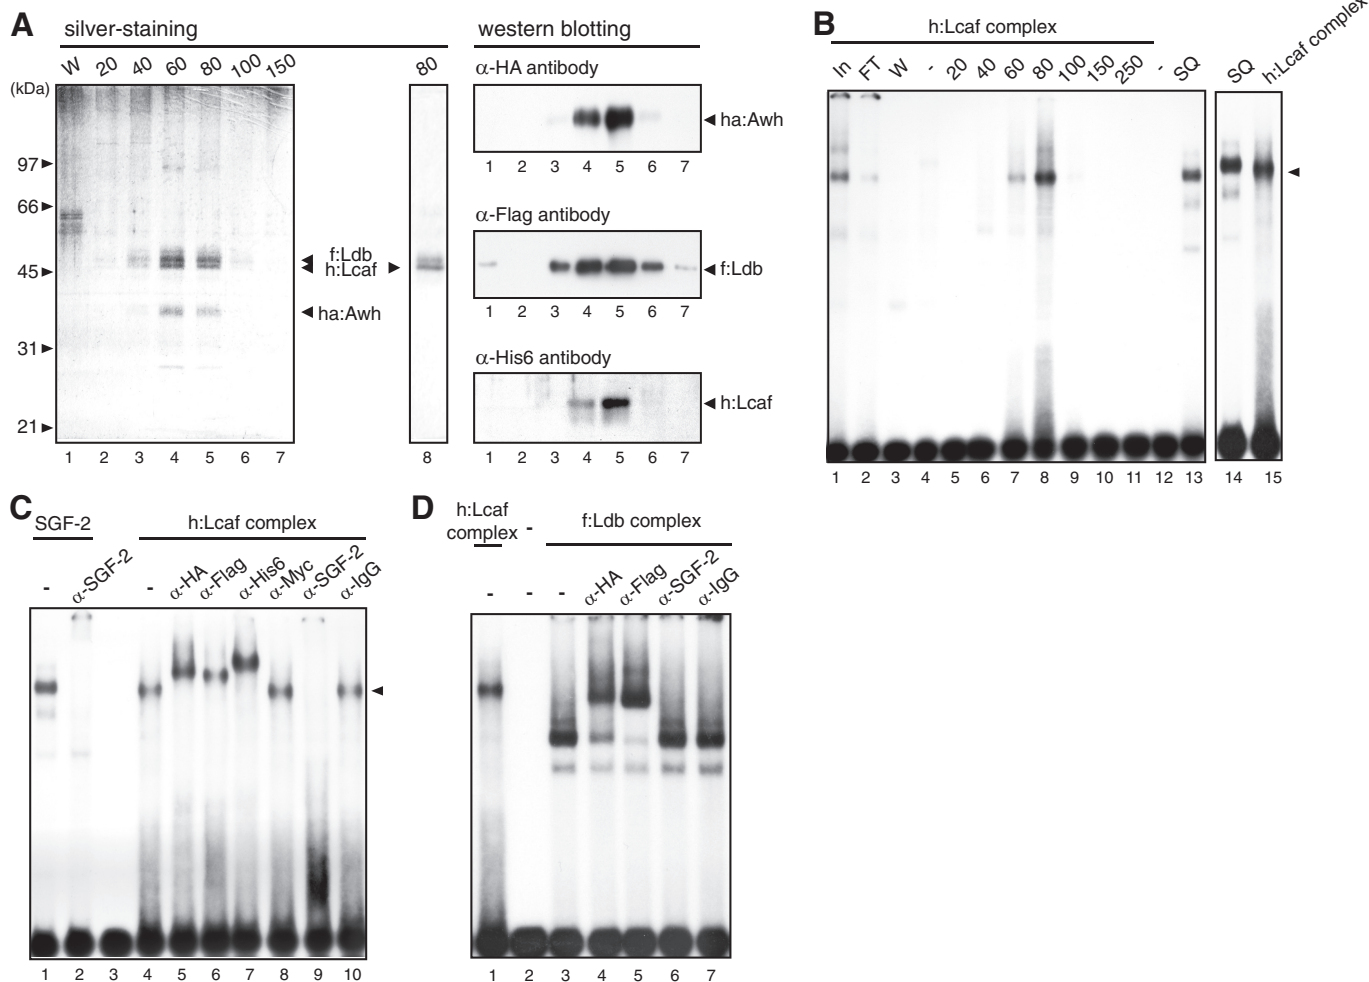 A
silver-staining
W 20 40 60 80 100 150
80
(kDa)
97
66
45
31
21
f:Ldb
h:Lcaf
ha:Awh
1 2 3 4 5 6 7
8
western blotting
α-HA antibody
ha:Awh
1 2 3 4 5 6 7
α-Flag antibody
f:Ldb
1 2 3 4 5 6 7
α-His6 antibody
h:Lcaf
1 2 3 4 5 6 7
B
h:Lcaf complex
In FT W - 20 40 60 80 100 150 250 - SQ
SQ h:Lcaf complex
1 2 3 4 5 6 7 8 9 10 11 12 13
14 15
C
SGF-2
h:Lcaf complex
- α-SGF-2
- α-HA α-Flag α-His6 α-Myc α-SGF-2 α-IgG
1 2 3 4 5 6 7 8 9 10
D
h:Lcaf
complex
-
f:Ldb complex
- - - α-HA α-Flag α-SGF-2 α-IgG
1 2 3 4 5 6 7